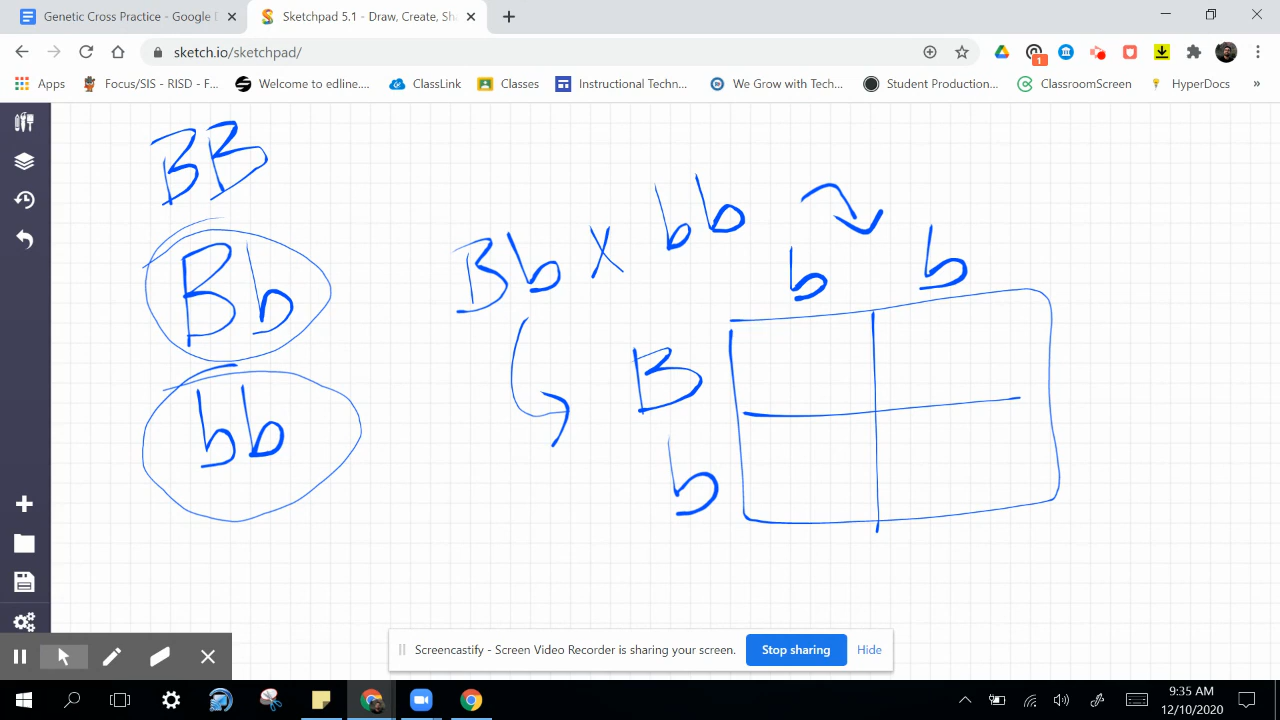 Genetic Cross Practice - Google D
Sketchpad 5.1 - Draw, Create, Sha
sketch.io/sketchpad/
1
Apps
Focus/SIS - RISD - F...
Welcome to edline....
ClassLink
Classes
Instructional Techn...
We Grow with Tech...
Student Production...
ClassroomScreen
HyperDocs
»
BB
Bb
bb
Bb x bb
b b
B
b
Screencastify - Screen Video Recorder is sharing your screen.
Stop sharing
Hide
9:35 AM
12/10/2020